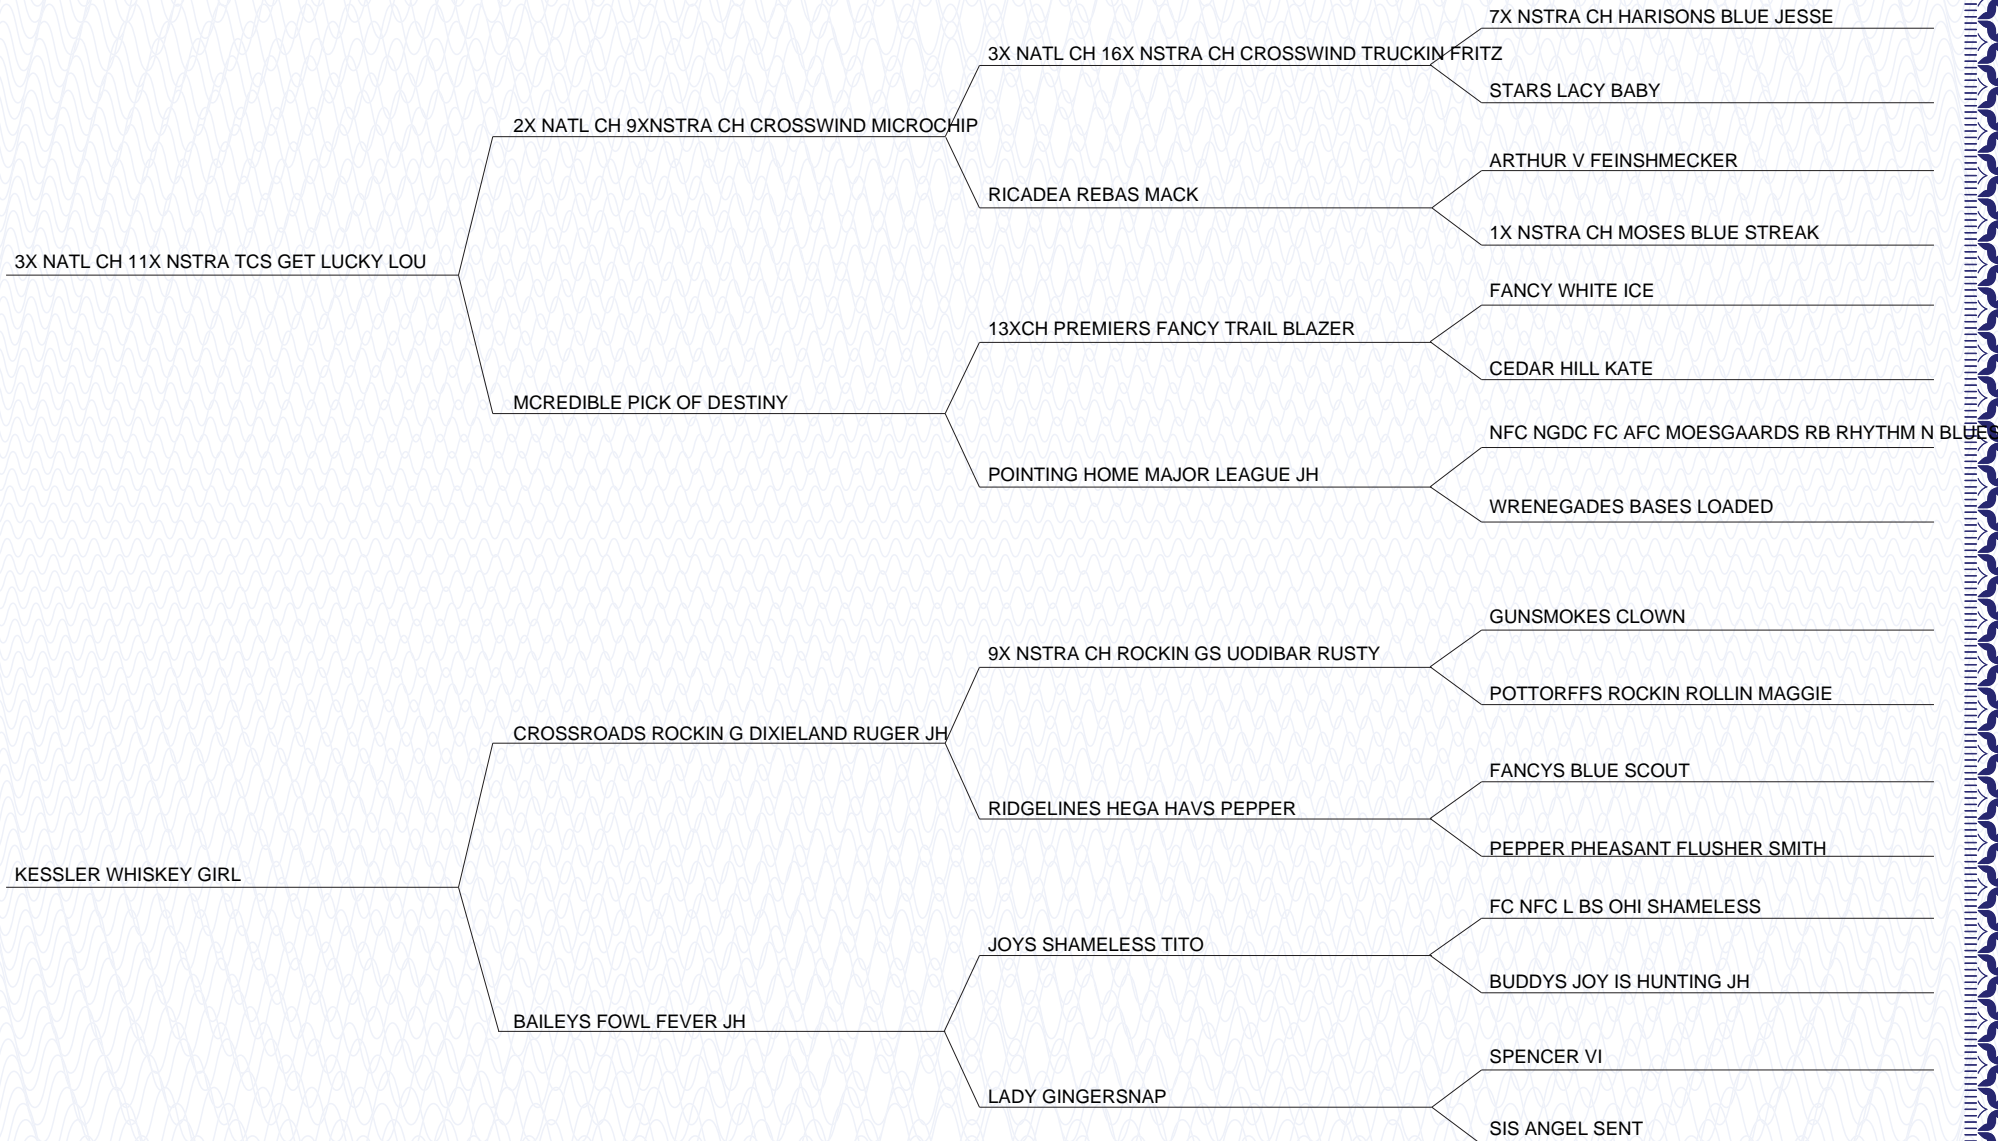 7X NSTRA CH HARISONS BLUE JESSE
3X NATL CH 16X NSTRA CH CROSSWIND TRUCKIN FRITZ
STARS LACY BABY
2X NATL CH 9XNSTRA CH CROSSWIND MICROCHIP
ARTHUR V FEINSHMECKER
RICADEA REBAS MACK
1X NSTRA CH MOSES BLUE STREAK
3X NATL CH 11X NSTRA TCS GET LUCKY LOU
FANCY WHITE ICE
13XCH PREMIERS FANCY TRAIL BLAZER
CEDAR HILL KATE
MCREDIBLE PICK OF DESTINY
NFC NGDC FC AFC MOESGAARDS RB RHYTHM N BLUES
POINTING HOME MAJOR LEAGUE JH
WRENEGADES BASES LOADED
GUNSMOKES CLOWN
9X NSTRA CH ROCKIN GS UODIBAR RUSTY
POTTORFFS ROCKIN ROLLIN MAGGIE
CROSSROADS ROCKIN G DIXIELAND RUGER JH
FANCYS BLUE SCOUT
RIDGELINES HEGA HAVS PEPPER
PEPPER PHEASANT FLUSHER SMITH
KESSLER WHISKEY GIRL
FC NFC L BS OHI SHAMELESS
JOYS SHAMELESS TITO
BUDDYS JOY IS HUNTING JH
BAILEYS FOWL FEVER JH
SPENCER VI
LADY GINGERSNAP
SIS ANGEL SENT